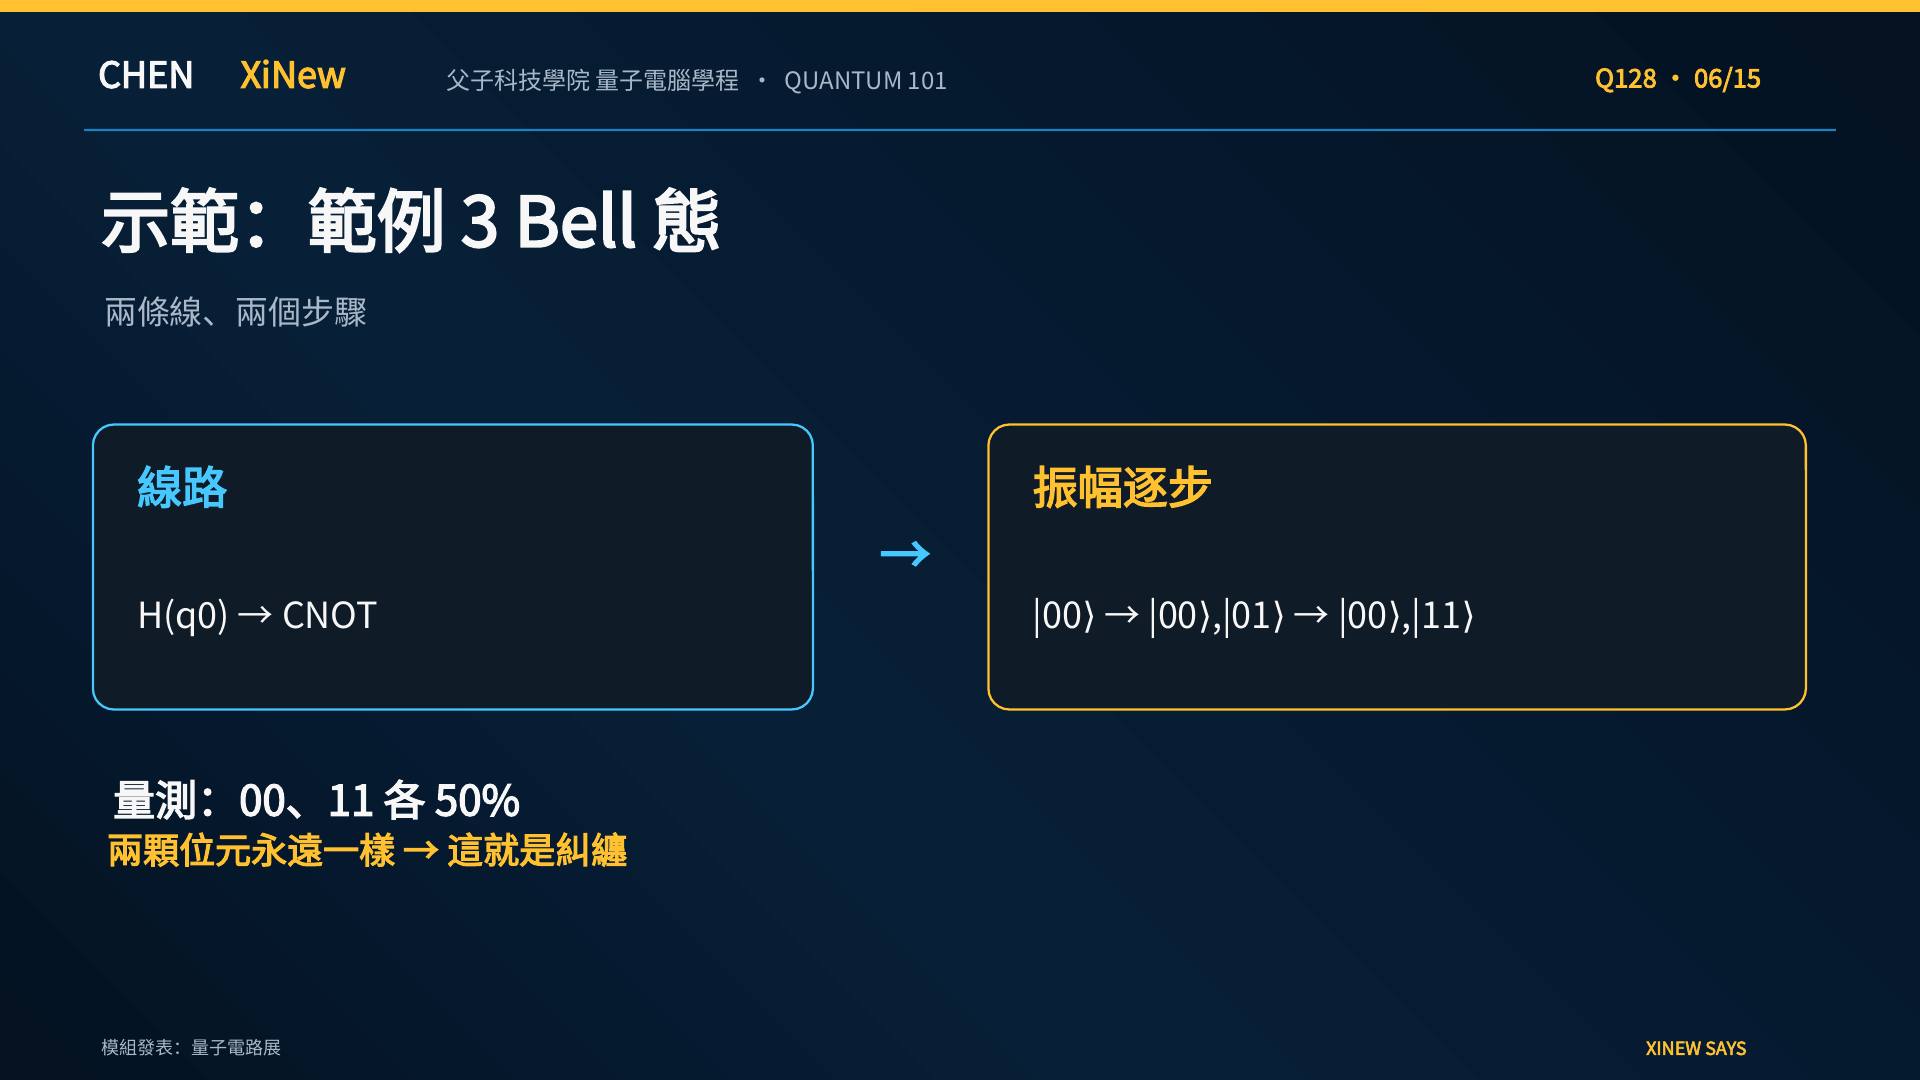 CHEN XiNew 父子科技學院 量子電腦學程 • QUANTUM 101 Q128 • 06/15
示範：範例 3 Bell 態
兩條線、兩個步驟
線路
H(q0) → CNOT
→
振幅逐步
|00⟩ → |00⟩,|01⟩ → |00⟩,|11⟩
量測：00、11 各 50%
兩顆位元永遠一樣 → 這就是糾纏
模組發表：量子電路展
XINEW SAYS